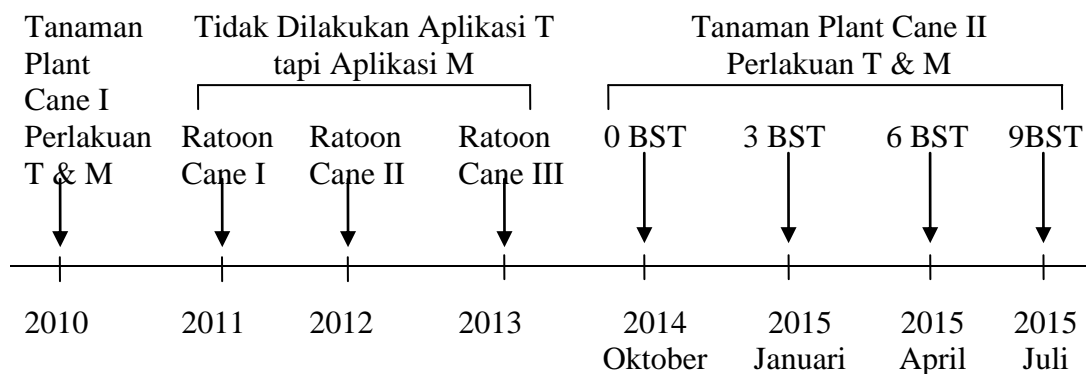 Tanaman
Plant
Cane I
Perlakuan
T & M
Tidak Dilakukan Aplikasi T
tapi Aplikasi M
Ratoon
Cane I
Ratoon
Cane II
Ratoon
Cane III
Tanaman Plant Cane II
Perlakuan T & M
0 BST
3 BST
6 BST
9BST
2010
2011
2012
2013
2014
Oktober
2015
Januari
2015
April
2015
Juli